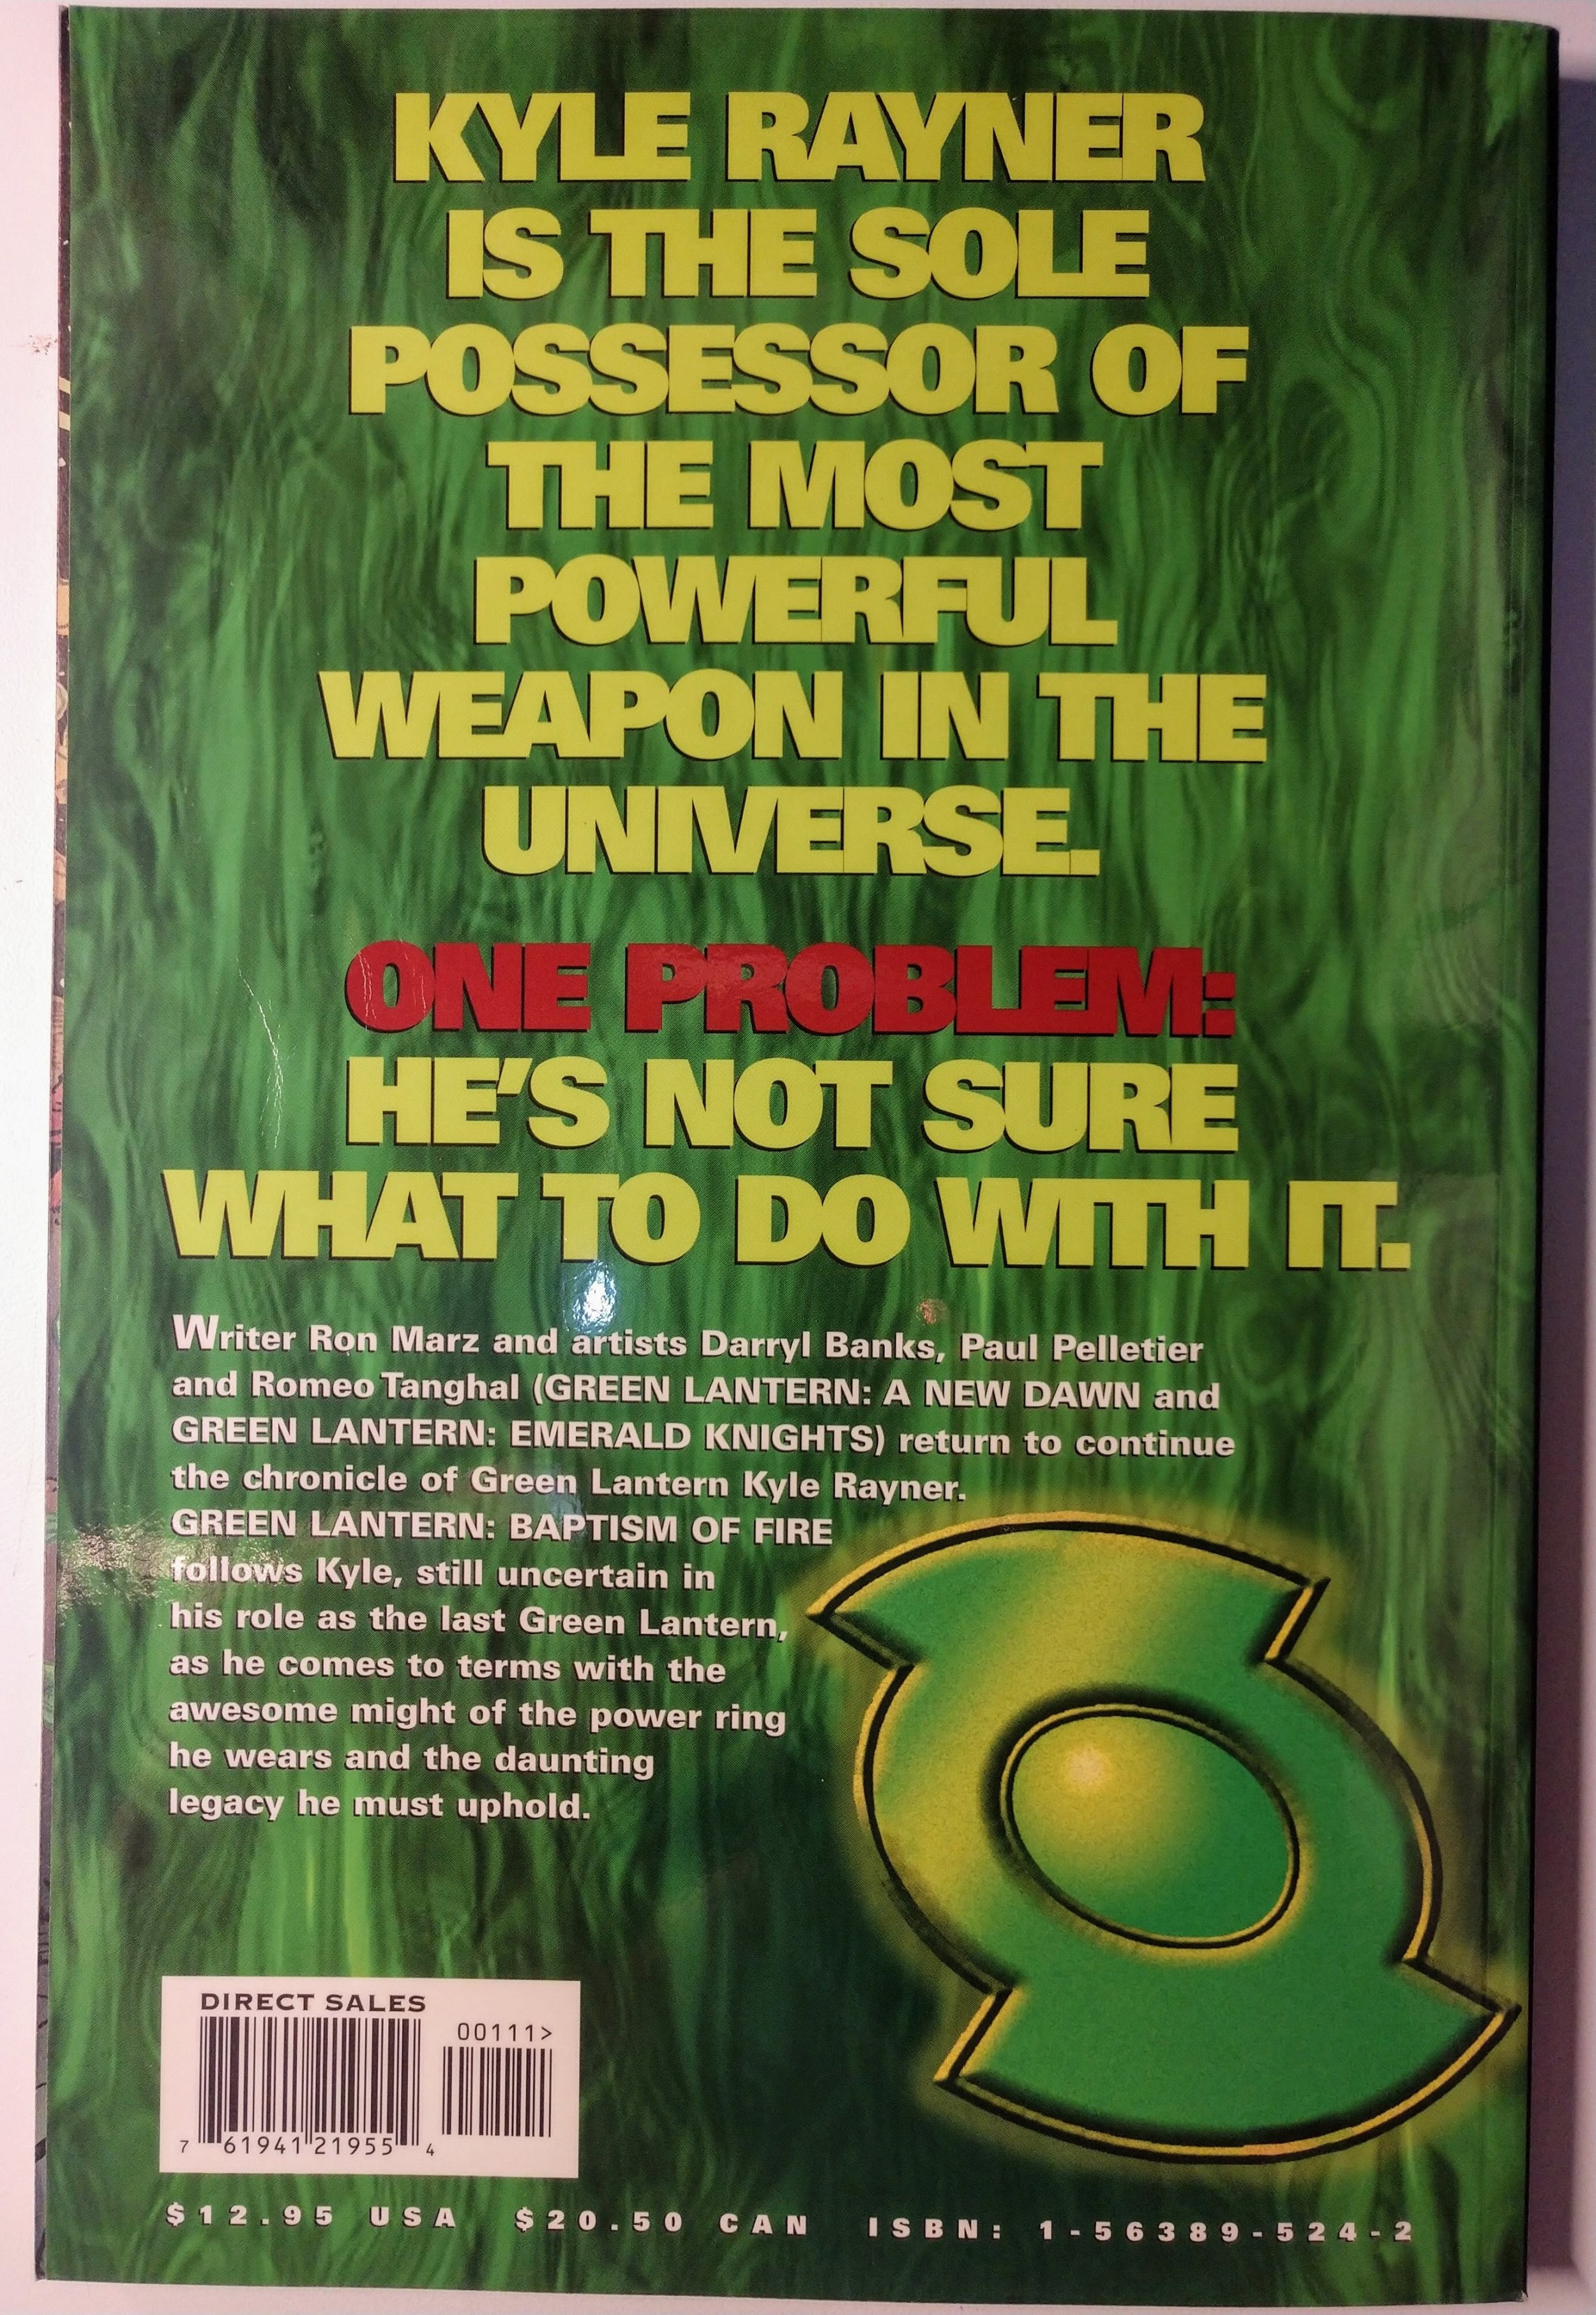 KYLE RAYNER
IS THE SOLE
POSSESSOR OF
THE MOST
POWERFUL
WEAPON IN THE
UNIVERSE.
ONE PROBLEM:
HE'S NOT SURE
WHAT TO DO WITH IT.
Writer Ron Marz and artists Darryl Banks, Paul Pelletier
and Romeo Tanghal (GREEN LANTERN: A NEW DAWN and
GREEN LANTERN: EMERALD KNIGHTS) return to continue
the chronicle of Green Lantern Kyle Rayner.
GREEN LANTERN: BAPTISM OF FIRE
follows Kyle, still uncertain in
his role as the last Green Lantern,
as he comes to terms with the
awesome might of the power ring
he wears and the daunting
legacy he must uphold.
DIRECT SALES
00111>
7 61941 21955 4
$12.95 USA $20.50 CAN ISBN: 1-56389-524-2